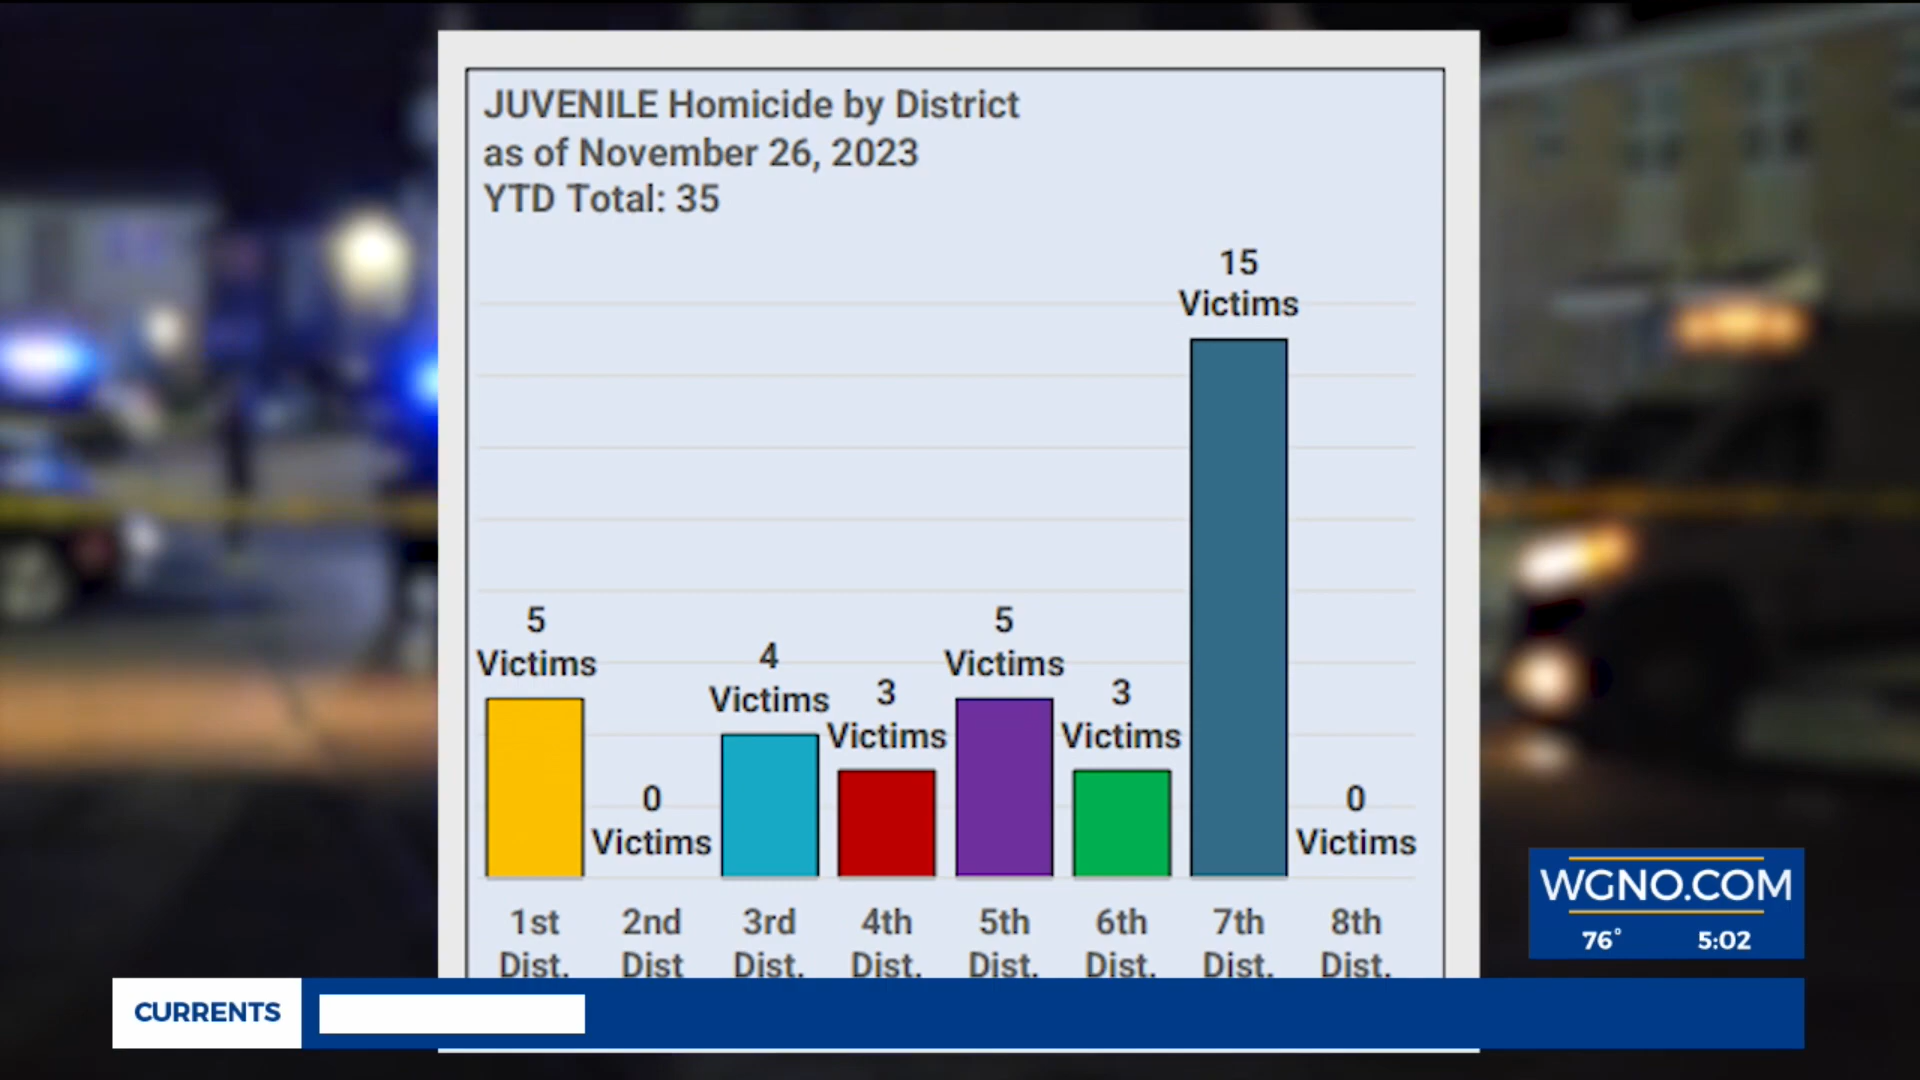 JUVENILE Homicide by District
as of November 26, 2023
YTD Total: 35
15
Victims
5
Victims
0
Victims
4
Victims
3
Victims
5
Victims
3
Victims
0
Victims
1st
Dist.
2nd
Dist
3rd
Dist.
4th
Dist.
5th
Dist.
6th
Dist.
7th
Dist.
8th
Dist.
WGNO.COM
76° 5:02
CURRENTS